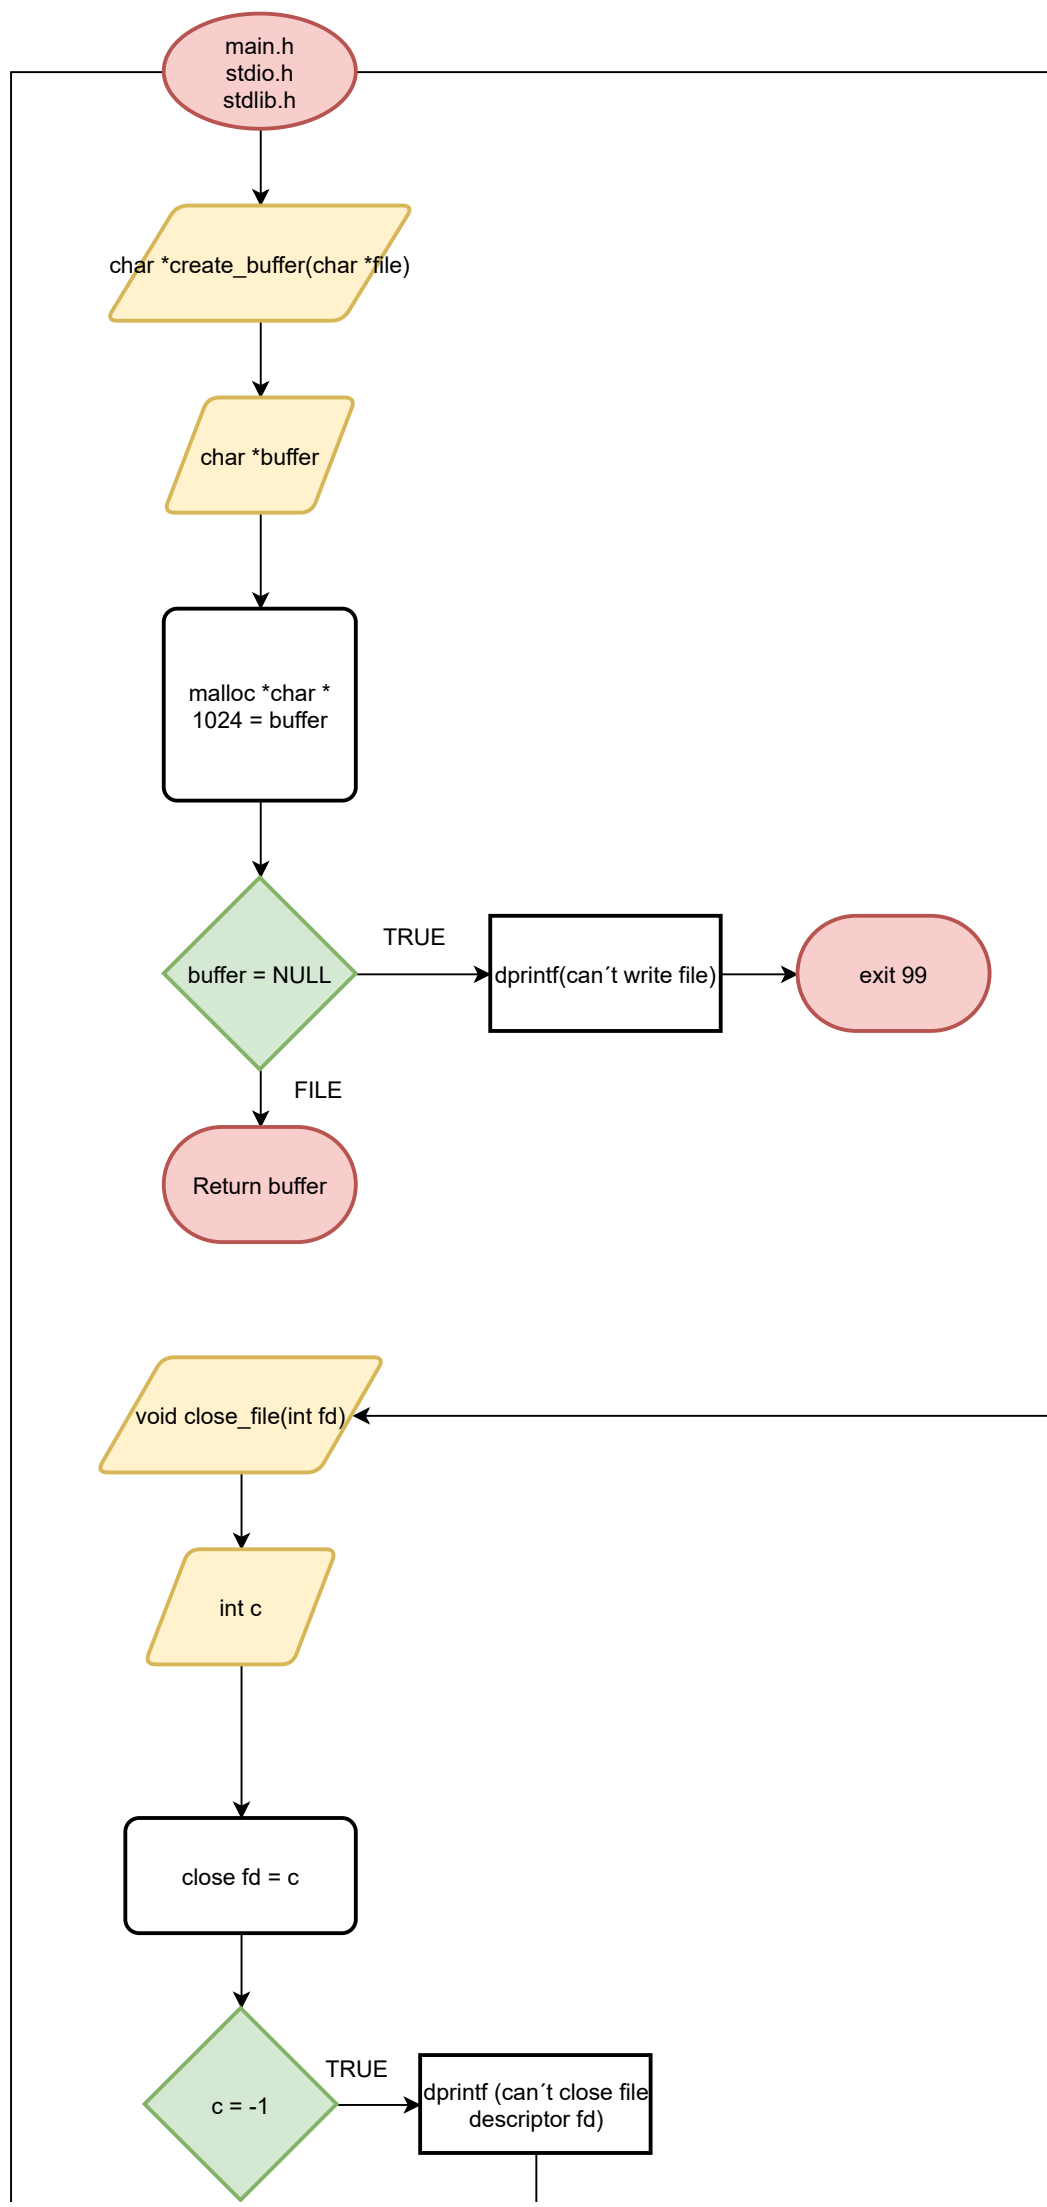 main.h
stdio.h
stdlib.h
char *create_buffer(char *file)
char *buffer
malloc *char *
1024 = buffer
buffer = NULL
TRUE
dprintf(can´t write file)
exit 99
FILE
Return buffer
void close_file(int fd)
int c
close fd = c
c = -1
TRUE
dprintf (can´t close file
descriptor fd)